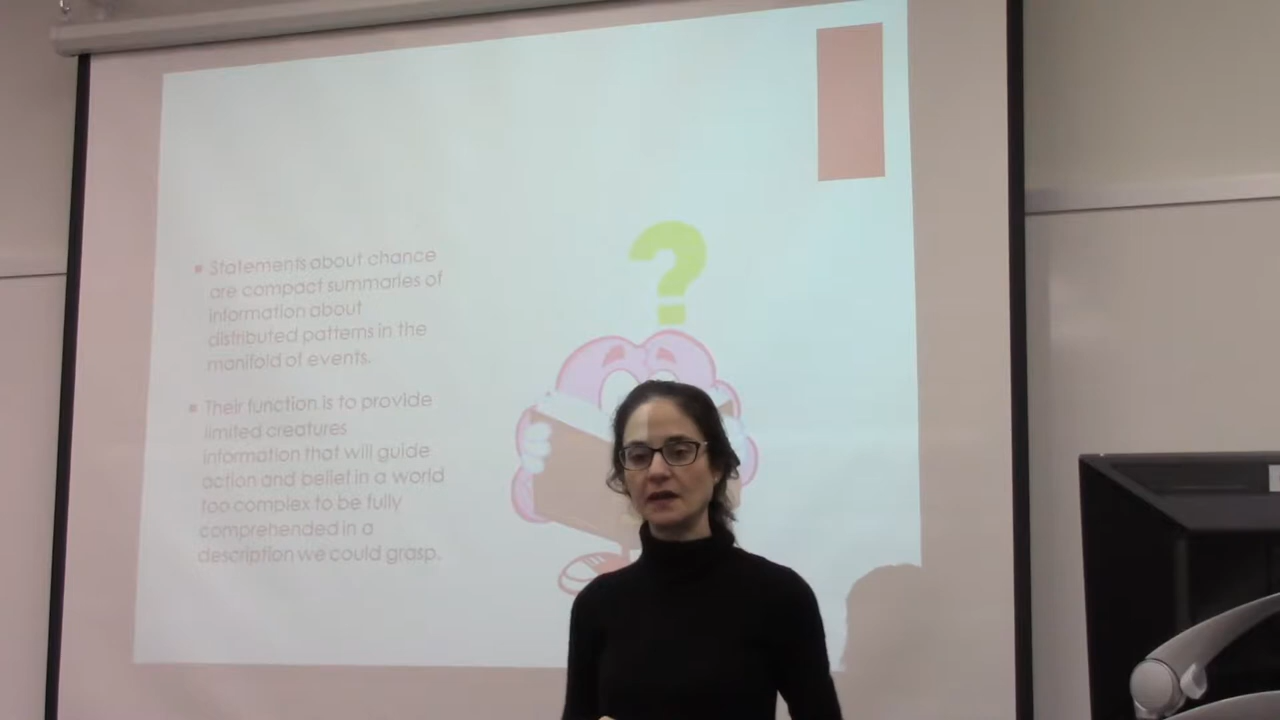 Statements about chance
are compact summaries of
information about
distributed patterns in the
manifold of events.
Their function is to provide
limited creatures
information that will guide
action and belief in a world
too complex to be fully
comprehended in a
description we could grasp.
?